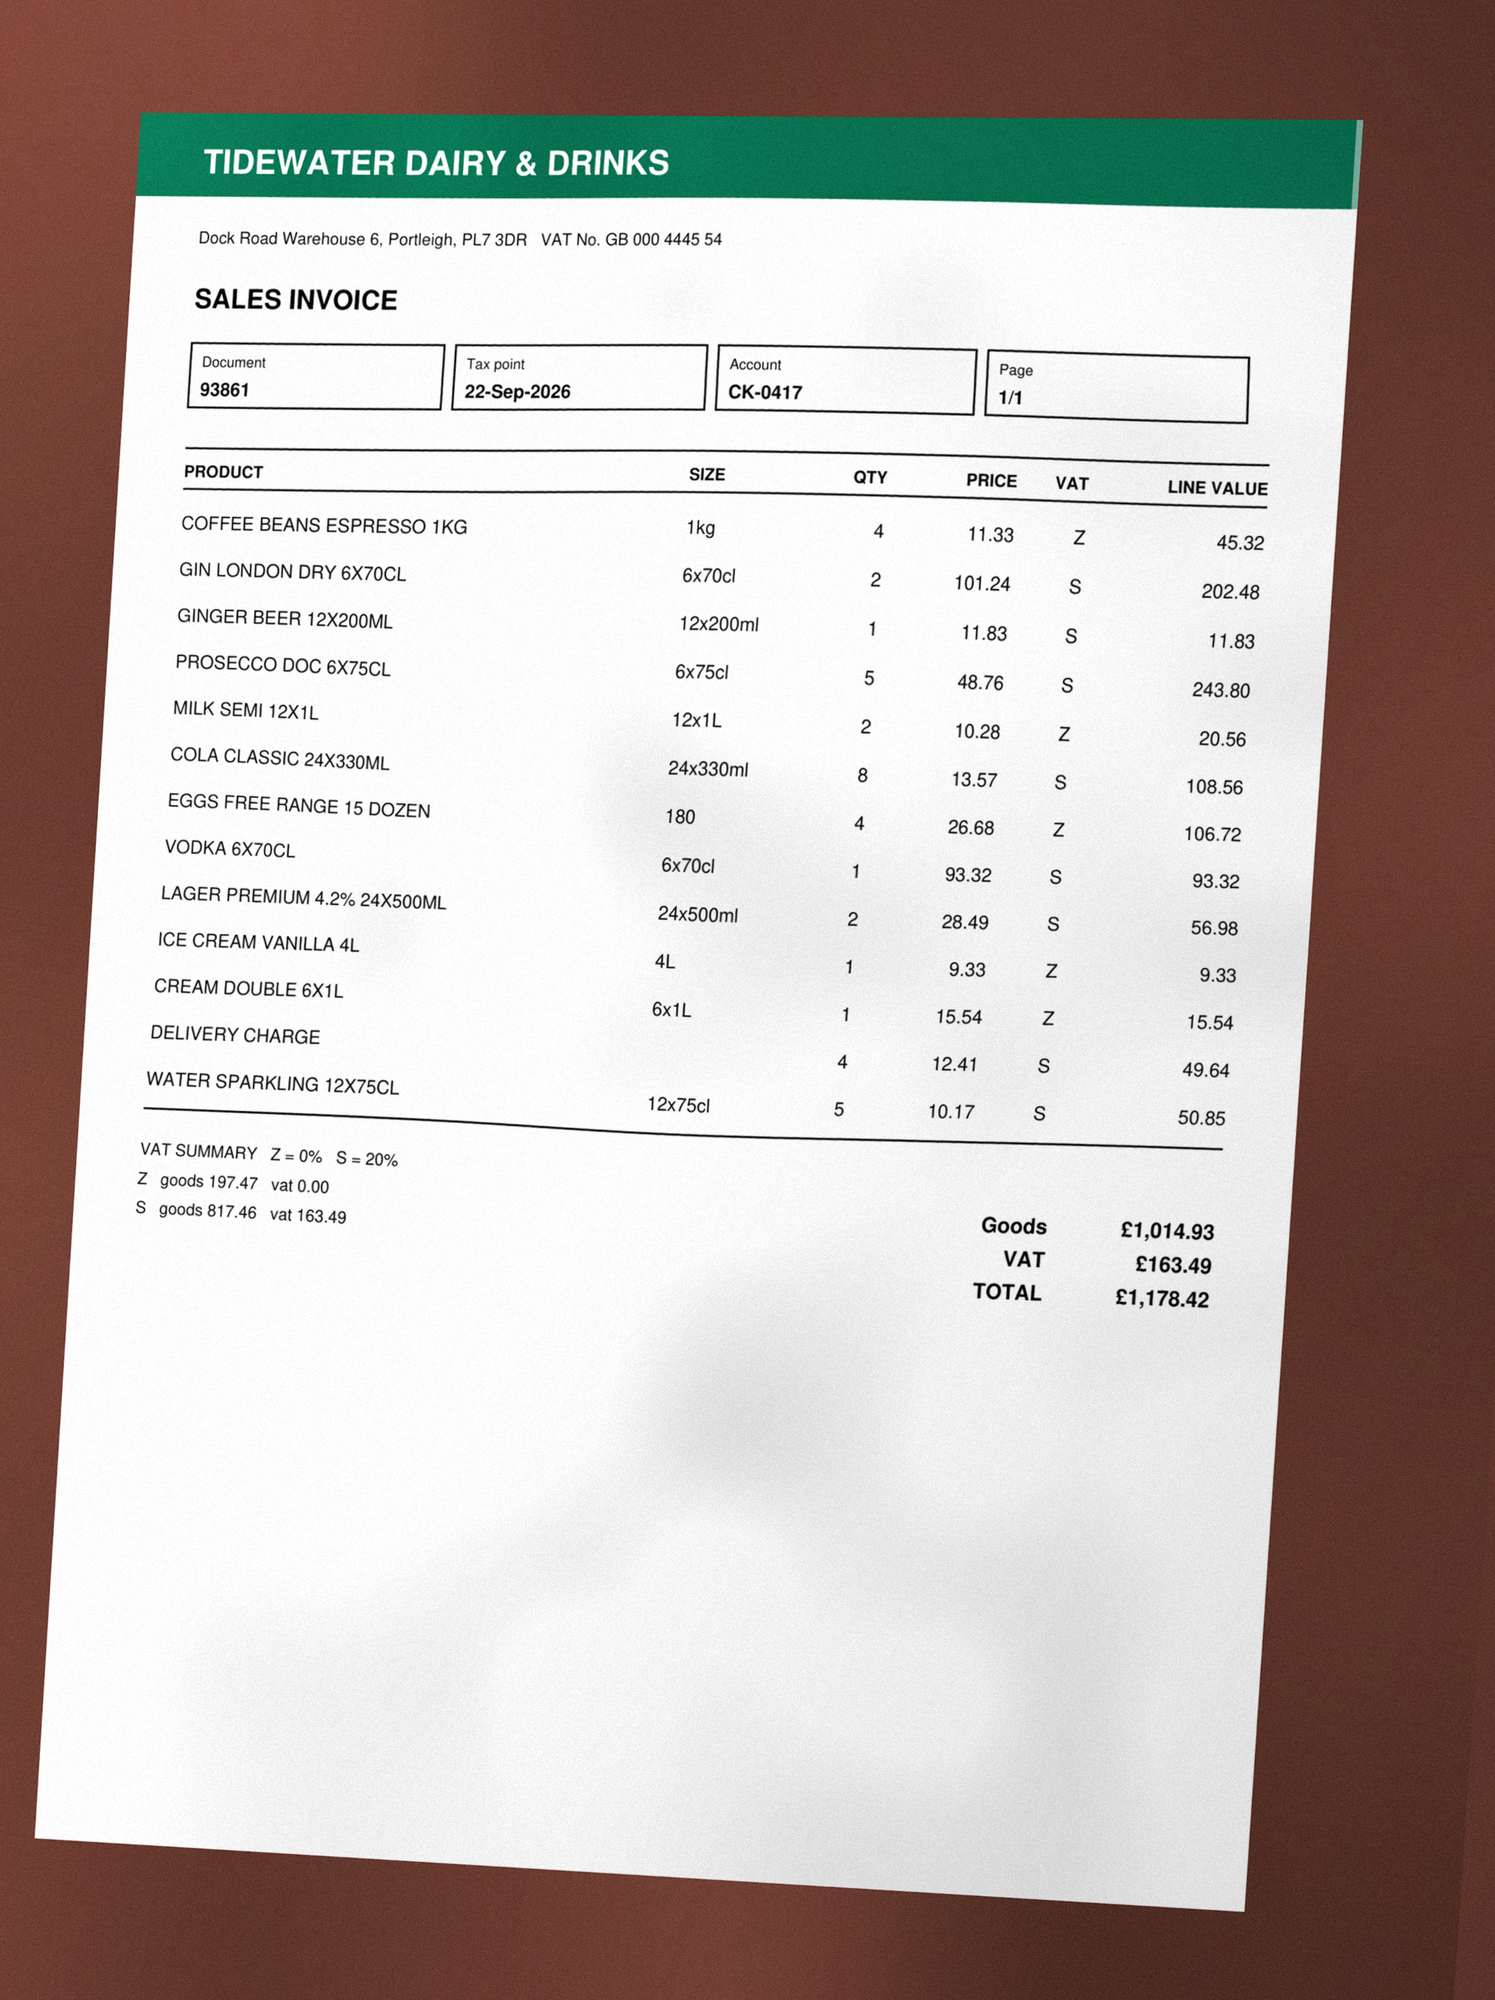 TIDEWATER DAIRY & DRINKS
Dock Road Warehouse 6, Portleigh, PL7 3DR VAT No. GB 000 4445 54
SALES INVOICE
Document Tax point Account Page
93861 22-Sep-2026 CK-0417 1/1
PRODUCT SIZE QTY PRICE VAT LINE VALUE
COFFEE BEANS ESPRESSO 1KG 1kg 4 11.33 Z 45.32
GIN LONDON DRY 6X70CL 6x70cl 2 101.24 S 202.48
GINGER BEER 12X200ML 12x200ml 1 11.83 S 11.83
PROSECCO DOC 6X75CL 6x75cl 5 48.76 S 243.80
MILK SEMI 12X1L 12x1L 2 10.28 Z 20.56
COLA CLASSIC 24X330ML 24x330ml 8 13.57 S 108.56
EGGS FREE RANGE 15 DOZEN 180 4 26.68 Z 106.72
VODKA 6X70CL 6x70cl 1 93.32 S 93.32
LAGER PREMIUM 4.2% 24X500ML 24x500ml 2 28.49 S 56.98
ICE CREAM VANILLA 4L 4L 1 9.33 Z 9.33
CREAM DOUBLE 6X1L 6x1L 1 15.54 Z 15.54
DELIVERY CHARGE 4 12.41 S 49.64
WATER SPARKLING 12X75CL 12x75cl 5 10.17 S 50.85
VAT SUMMARY Z = 0% S = 20%
Z goods 197.47 vat 0.00
S goods 817.46 vat 163.49
Goods £1,014.93
VAT £163.49
TOTAL £1,178.42